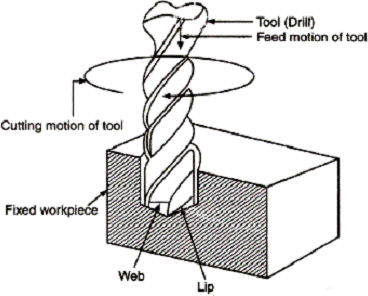 Tool (Drill)
Feed motion of tool
Cutting motion of tool
Fixed workpiece
Web
Lip